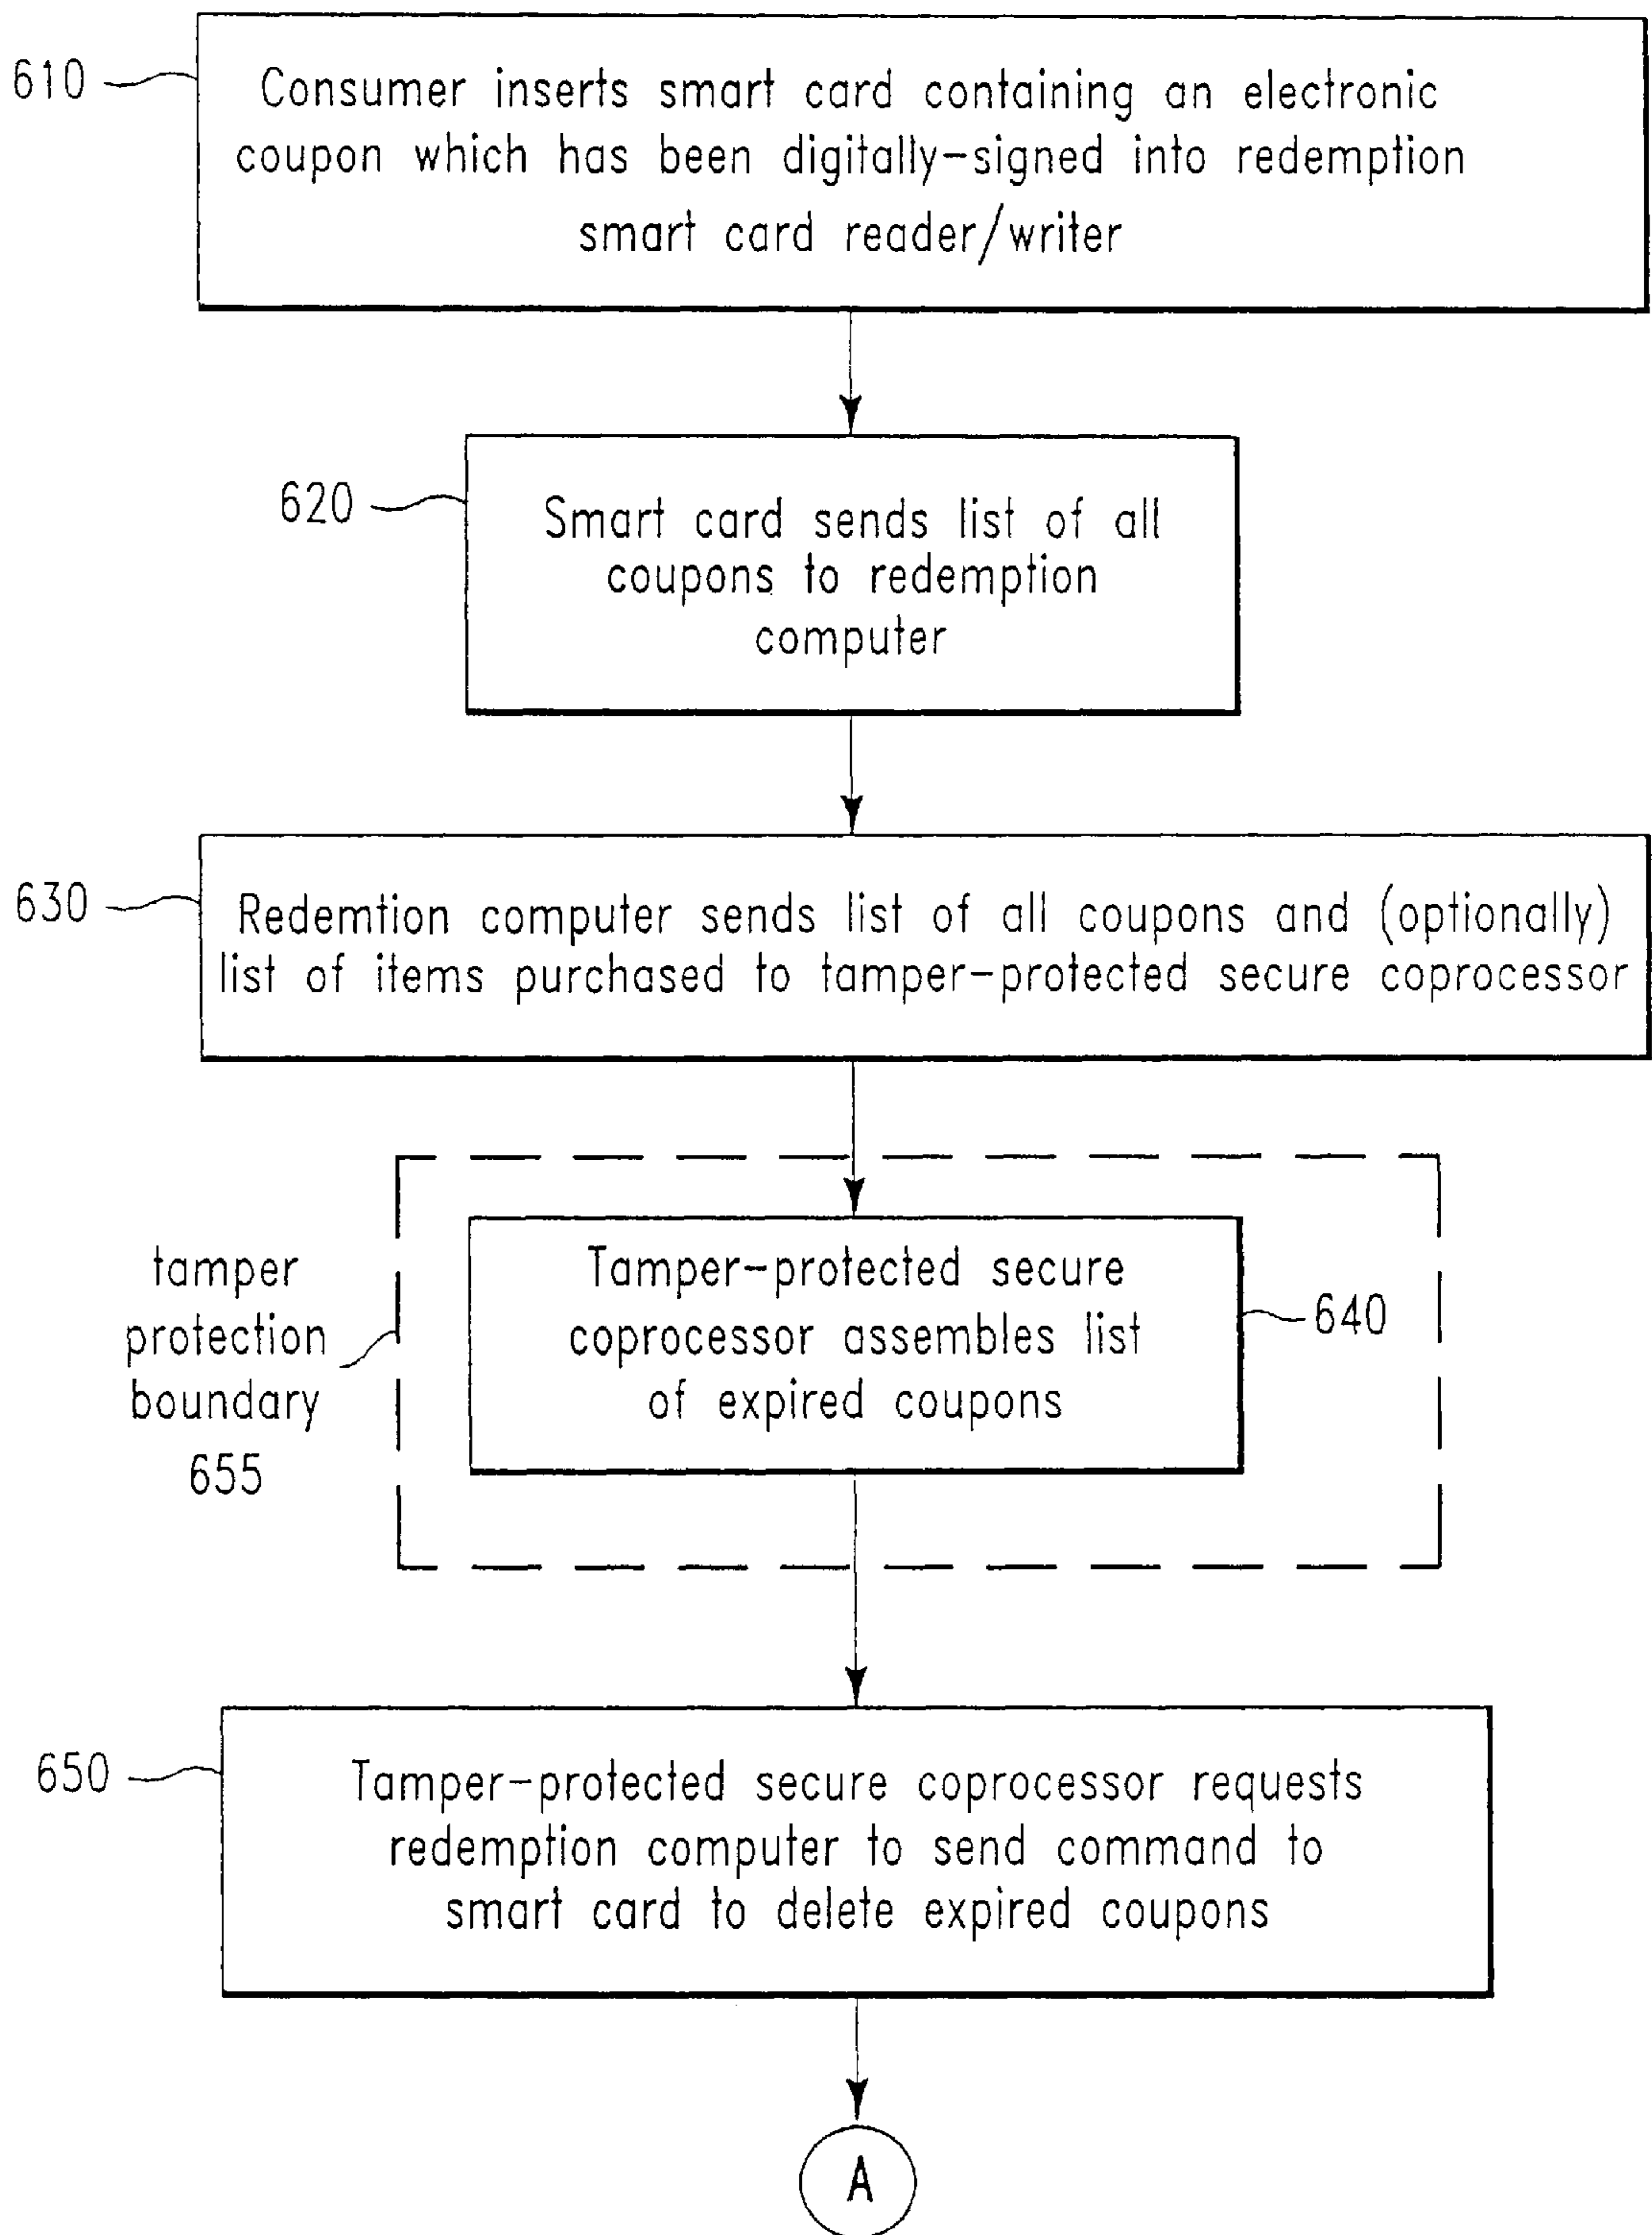 610
Consumer inserts smart card containing an electronic
coupon which has been digitally-signed into redemption
smart card reader/writer
620
Smart card sends list of all
coupons to redemption
computer
630
Redemtion computer sends list of all coupons and (optionally)
list of items purchased to tamper-protected secure coprocessor
tamper
protection
boundary
655
Tamper-protected secure
coprocessor assembles list
of expired coupons
640
650
Tamper-protected secure coprocessor requests
redemption computer to send command to
smart card to delete expired coupons
A